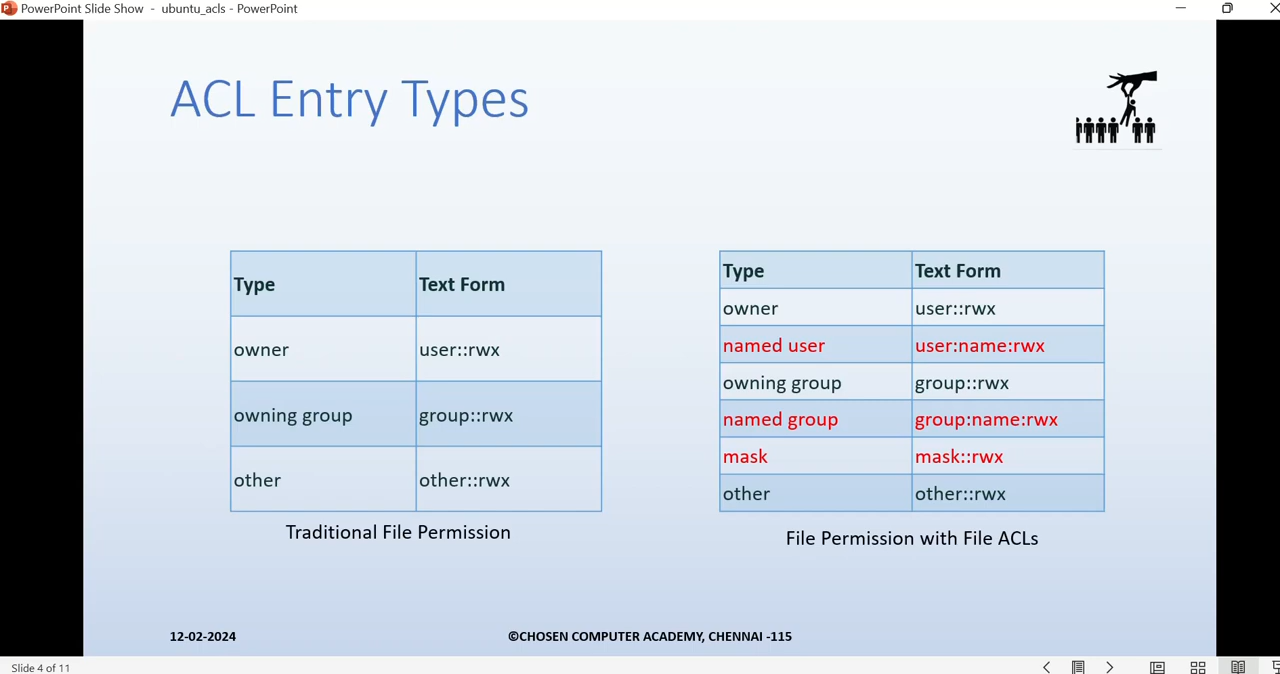 PowerPoint Slide Show - ubuntu_acls - PowerPoint
ACL Entry Types
Type Text Form
owner user::rwx
owning group group::rwx
other other::rwx
Traditional File Permission
Type Text Form
owner user::rwx
named user user:name:rwx
owning group group::rwx
named group group:name:rwx
mask mask::rwx
other other::rwx
File Permission with File ACLs
12-02-2024
©CHOSEN COMPUTER ACADEMY, CHENNAI -115
Slide 4 of 11